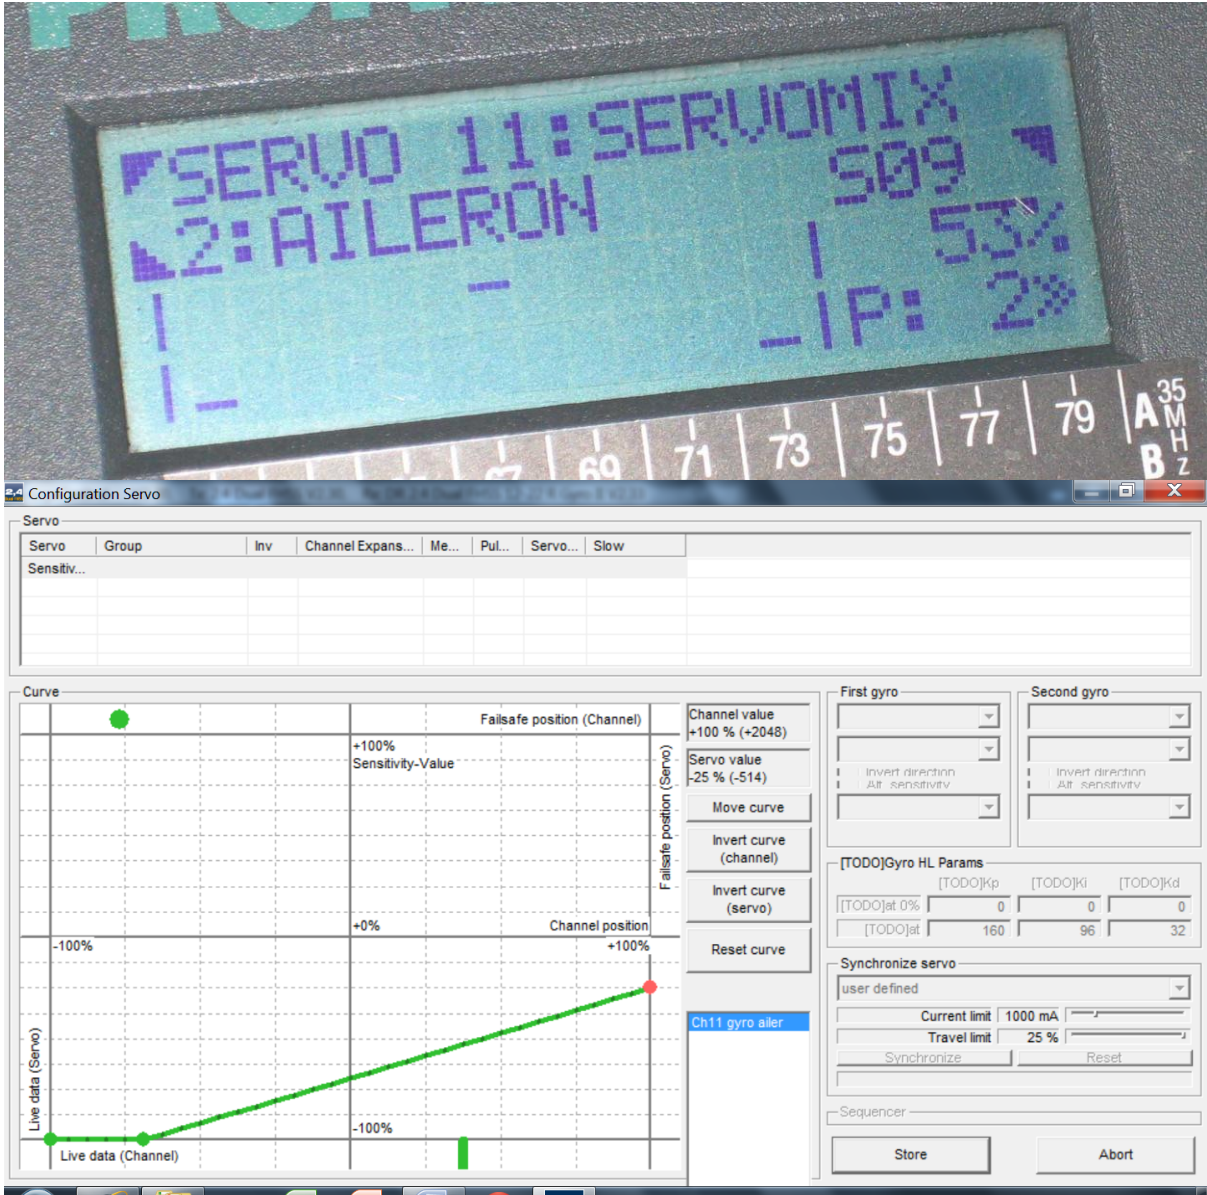 SERVO 11:SERVOMIX
2:AILERON S09
53%
P: 2»
69 71 73 75 77 79 A 35 MHz
B
Configuration Servo
Servo
Servo Group Inv Channel Expans... Me... Pul... Servo... Slow
Sensitiv...
Curve
Failsafe position (Channel)
+100%
Sensitivity-Value
Failsafe position (Servo)
+0%
Channel position
-100%
+100%
Live data (Servo)
-100%
Live data (Channel)
Channel value
+100 % (+2048)
Servo value
-25 % (-514)
Move curve
Invert curve
(channel)
Invert curve
(servo)
Reset curve
Ch11 gyro ailer
First gyro
Invert direction
Alt. sensitivity
Second gyro
Invert direction
Alt. sensitivity
[TODO]Gyro HL Params
[TODO]Kp [TODO]Ki [TODO]Kd
[TODO]at 0% 0 0 0
[TODO]at 160 96 32
Synchronize servo
user defined
Current limit 1000 mA
Travel limit 25 %
Synchronize Reset
Sequencer
Store Abort